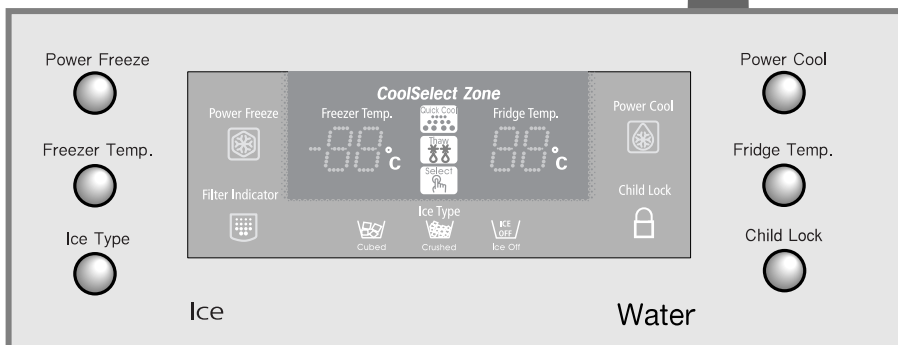 Power Freeze
Freezer Temp.
Ice Type
CoolSelect Zone
Power Freeze
Freezer Temp.
-88°C
Quick Cool
Thaw
Select
Fridge Temp.
88°C
Power Cool
Filter Indicator
Child Lock
Ice Type
Cubed
Crushed
ICE
OFF
Ice Off
Power Cool
Fridge Temp.
Child Lock
Ice
Water